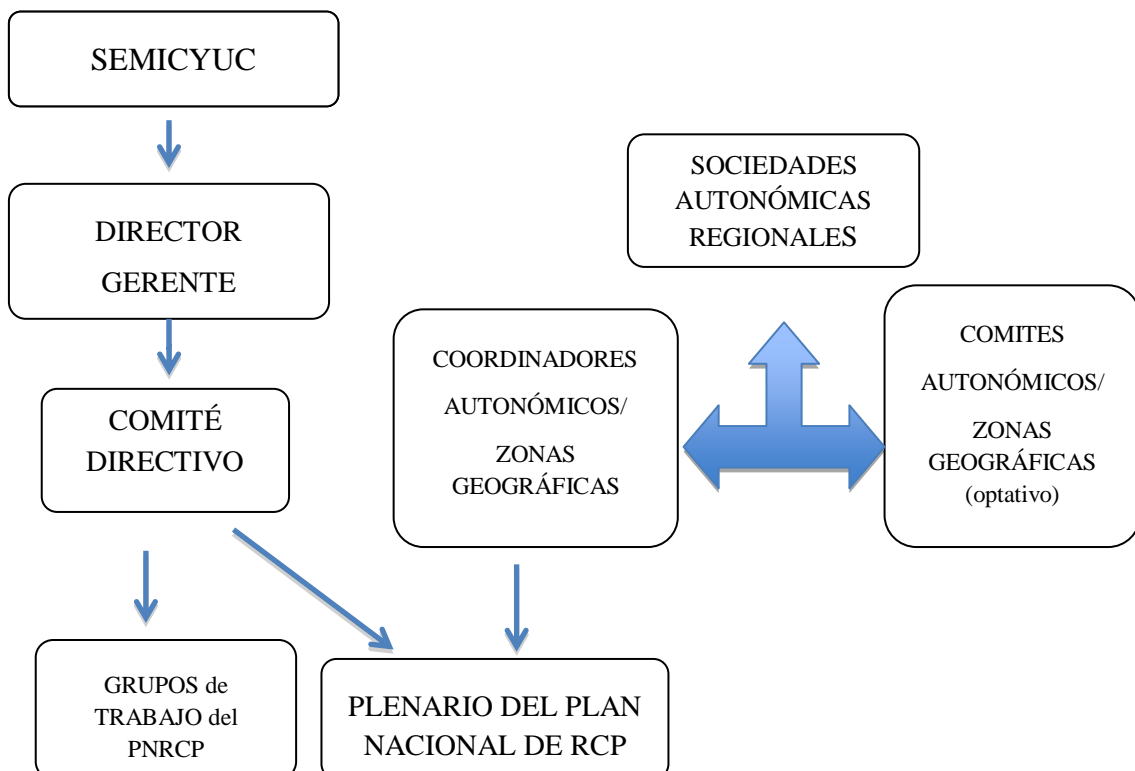 SEMICYUC
DIRECTOR
GERENTE
COMITÉ
DIRECTIVO
GRUPOS de
TRABAJO del
PNRCP
PLENARIO DEL PLAN
NACIONAL DE RCP
COORDINADORES
AUTONÓMICOS/
ZONAS
GEOGRÁFICAS
SOCIEDADES
AUTONÓMICAS
REGIONALES
COMITES
AUTONÓMICOS/
ZONAS
GEOGRÁFICAS
(optativo)